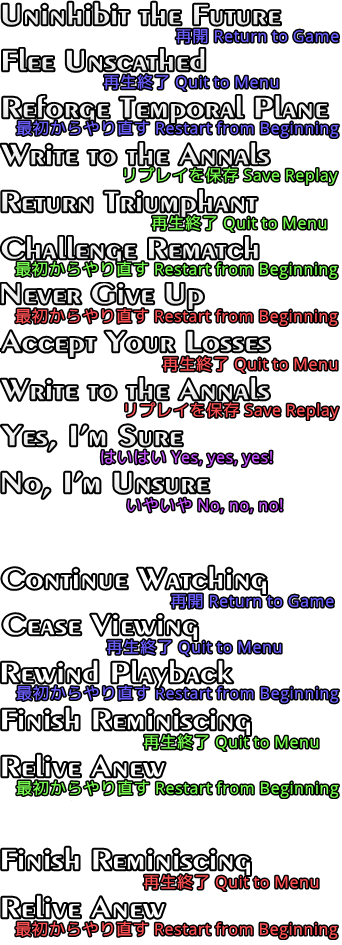 Uninhibit the Future
再開 Return to Game
Flee Unscathed
再生終了 Quit to Menu
Reforge Temporal Plane
最初からやり直す Restart from Beginning
Write to the Annals
リプレイを保存 Save Replay
Return Triumphant
再生終了 Quit to Menu
Challenge Rematch
最初からやり直す Restart from Beginning
Never Give Up
最初からやり直す Restart from Beginning
Accept Your Losses
再生終了 Quit to Menu
Write to the Annals
リプレイを保存 Save Replay
Yes, I'm Sure
はいはい Yes, yes, yes!
No, I'm Unsure
いやいや No, no, no!
Continue Watching
再開 Return to Game
Cease Viewing
再生終了 Quit to Menu
Rewind Playback
最初からやり直す Restart from Beginning
Finish Reminiscing
再生終了 Quit to Menu
Relive Anew
最初からやり直す Restart from Beginning
Finish Reminiscing
再生終了 Quit to Menu
Relive Anew
最初からやり直す Restart from Beginning